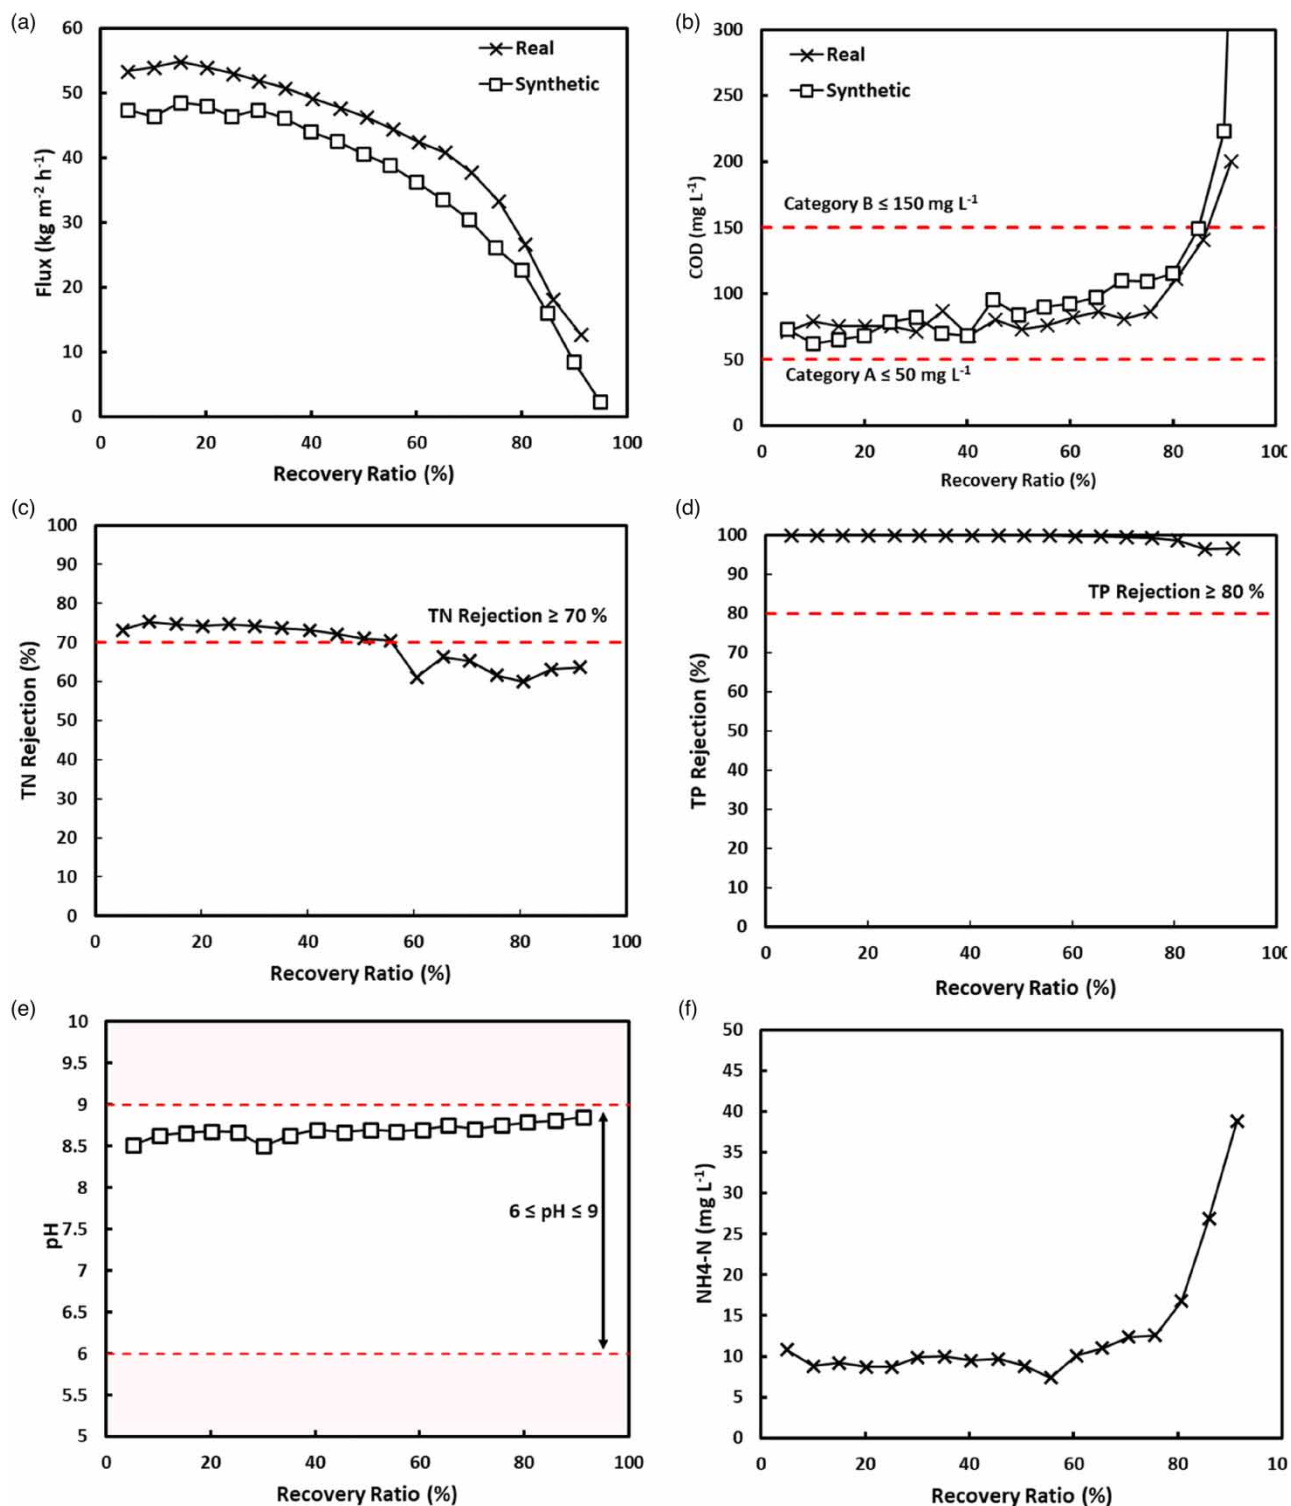 (a)
60
50
40
30
20
10
0
Flux (kg m⁻² h⁻¹)
Real
Synthetic
0 20 40 60 80 100
Recovery Ratio (%)
(b)
300
250
200
150
100
50
0
COD (mg L⁻¹)
Real
Synthetic
Category B ≤ 150 mg L⁻¹
Category A ≤ 50 mg L⁻¹
0 20 40 60 80 100
Recovery Ratio (%)
(c)
100
90
80
70
60
50
40
30
20
10
0
TN Rejection (%)
TN Rejection ≥ 70 %
0 20 40 60 80 100
Recovery Ratio (%)
(d)
100
90
80
70
60
50
40
30
20
10
0
TP Rejection (%)
TP Rejection ≥ 80 %
0 20 40 60 80 100
Recovery Ratio (%)
(e)
10
9.5
9
8.5
8
7.5
7
6.5
6
5.5
5
pH
6 ≤ pH ≤ 9
0 20 40 60 80 100
Recovery Ratio (%)
(f)
50
45
40
35
30
25
20
15
10
5
0
NH4-N (mg L⁻¹)
0 20 40 60 80 10
Recovery Ratio (%)